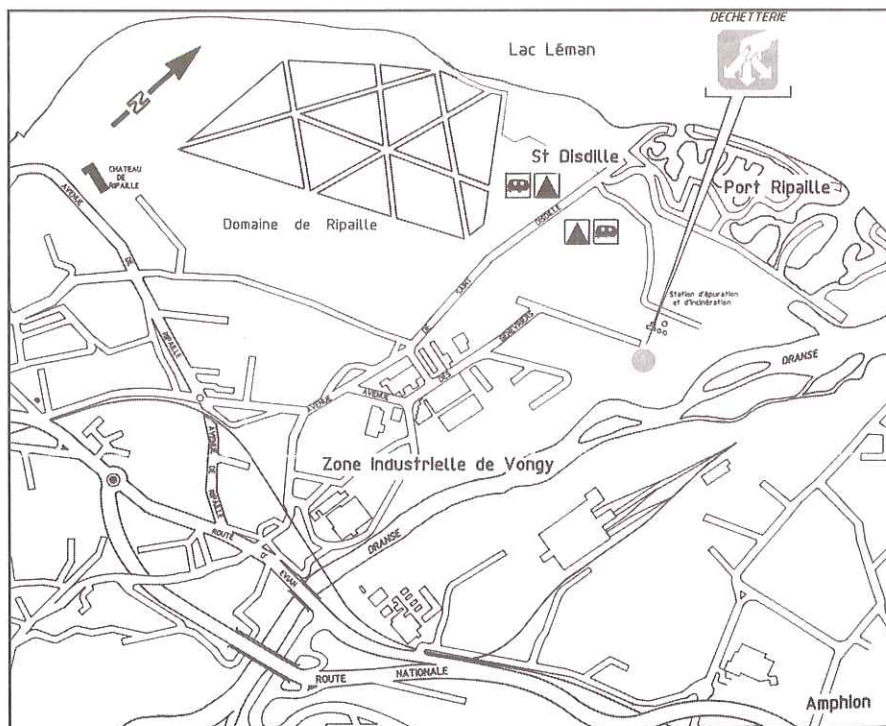 DECHETTERIE
Lac Léman
N
CHATEAU
DE
RIPAILLE
St Disdille
Port Ripaille
Domaine de Ripaille
AVENUE
DE
RIPAILLE
AVENUE
DE
SAINT
DISDILLE
AVENUE
DES
GENEVRIERS
Station d'épuration
et d'incinération
DRANSE
AVENUE
DE
RIPAILLE
Zone industrielle de Vongy
ROUTE
D'
EVIAN
DRANSE
ROUTE
NATIONALE
Amphion